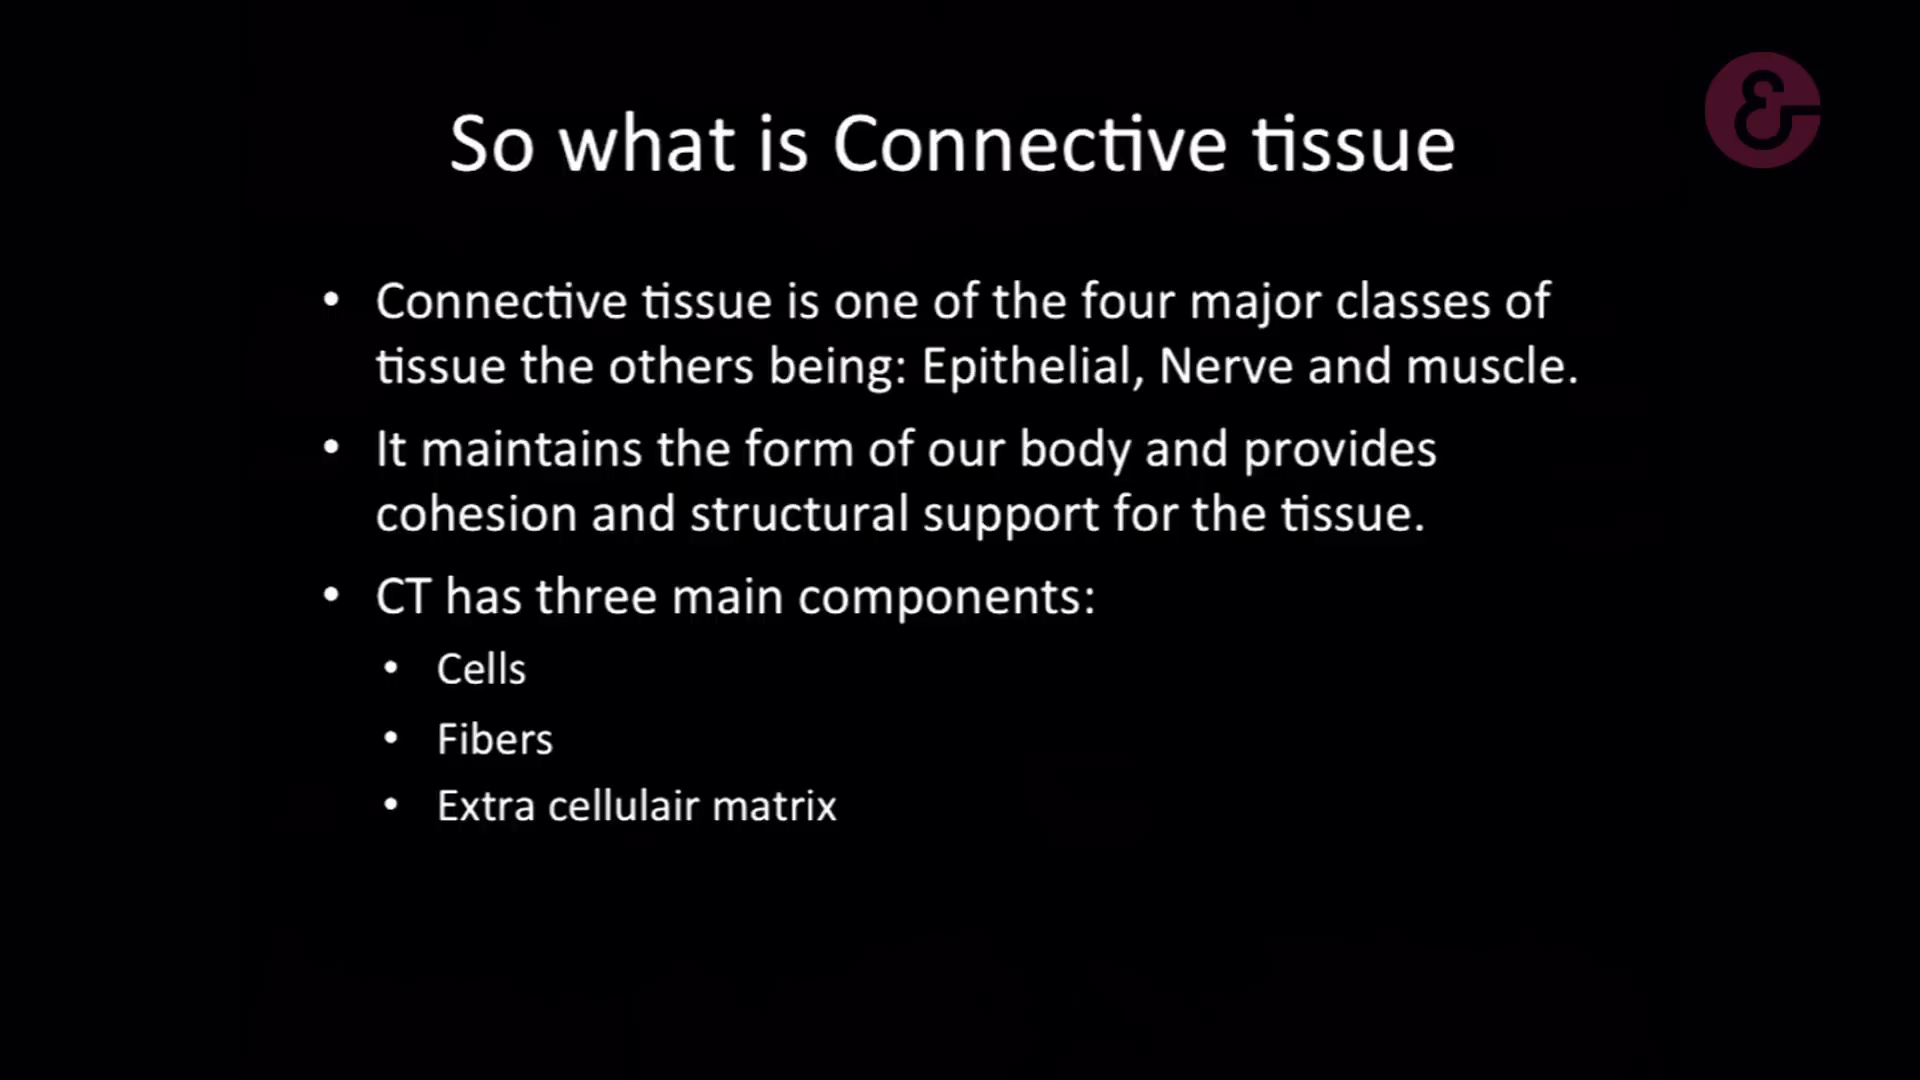 So what is Connective tissue
• Connective tissue is one of the four major classes of
tissue the others being: Epithelial, Nerve and muscle.
• It maintains the form of our body and provides
cohesion and structural support for the tissue.
• CT has three main components:
• Cells
• Fibers
• Extra cellulair matrix
&